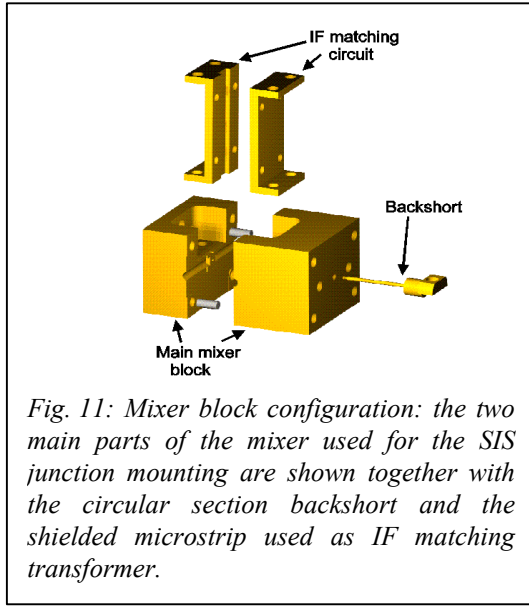 IF matching
circuit
Backshort
Main mixer
block
Fig. 11: Mixer block configuration: the two
main parts of the mixer used for the SIS
junction mounting are shown together with
the circular section backshort and the
shielded microstrip used as IF matching
transformer.